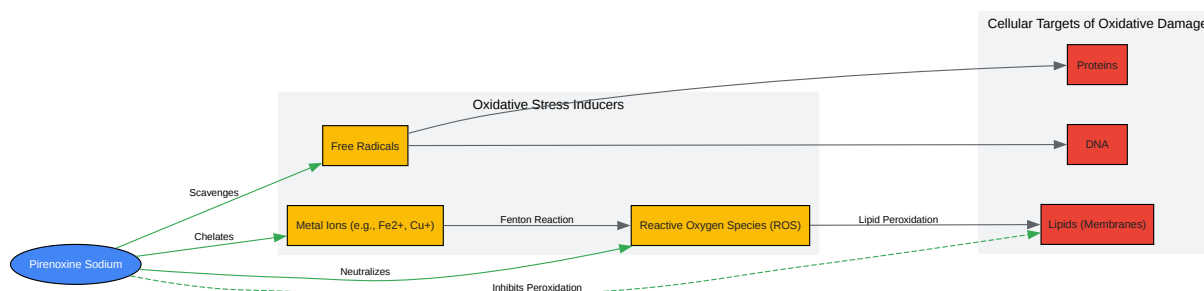 Cellular Targets of Oxidative Damage
Proteins
Oxidative Stress Inducers
Free Radicals
DNA
Scavenges
Metal Ions (e.g., Fe2+, Cu+)
Fenton Reaction
Reactive Oxygen Species (ROS)
Lipid Peroxidation
Lipids (Membranes)
Chelates
Pirenoxine Sodium
Neutralizes
Inhibits Peroxidation